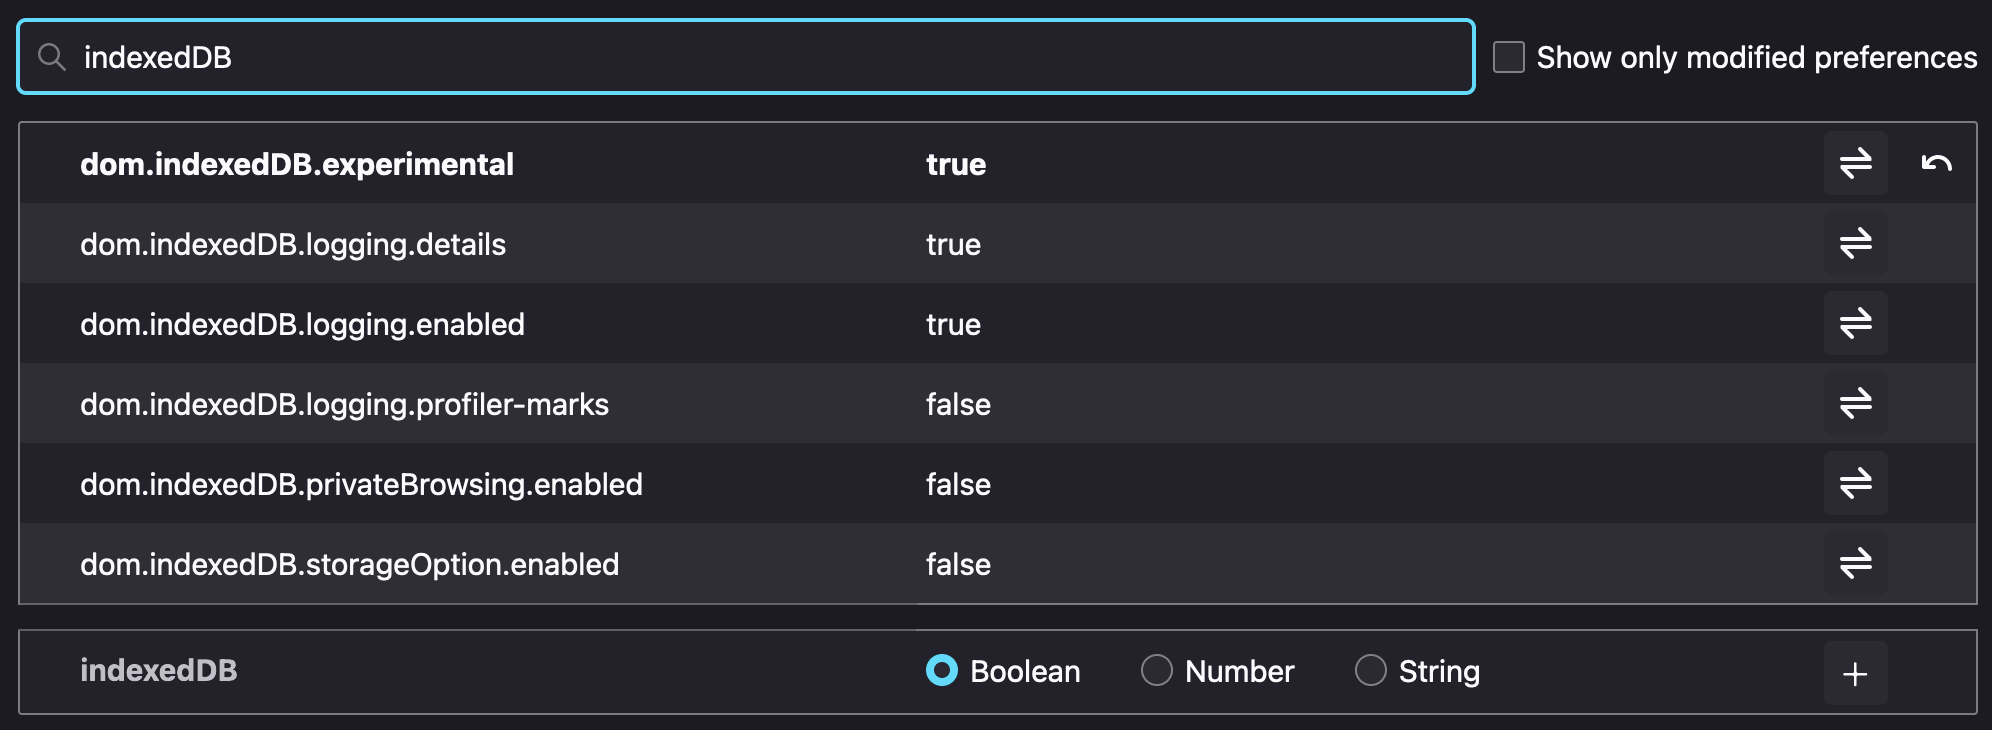 indexedDB
Show only modified preferences
dom.indexedDB.experimental true
dom.indexedDB.logging.details true
dom.indexedDB.logging.enabled true
dom.indexedDB.logging.profiler-marks false
dom.indexedDB.privateBrowsing.enabled false
dom.indexedDB.storageOption.enabled false
indexedDB Boolean Number String